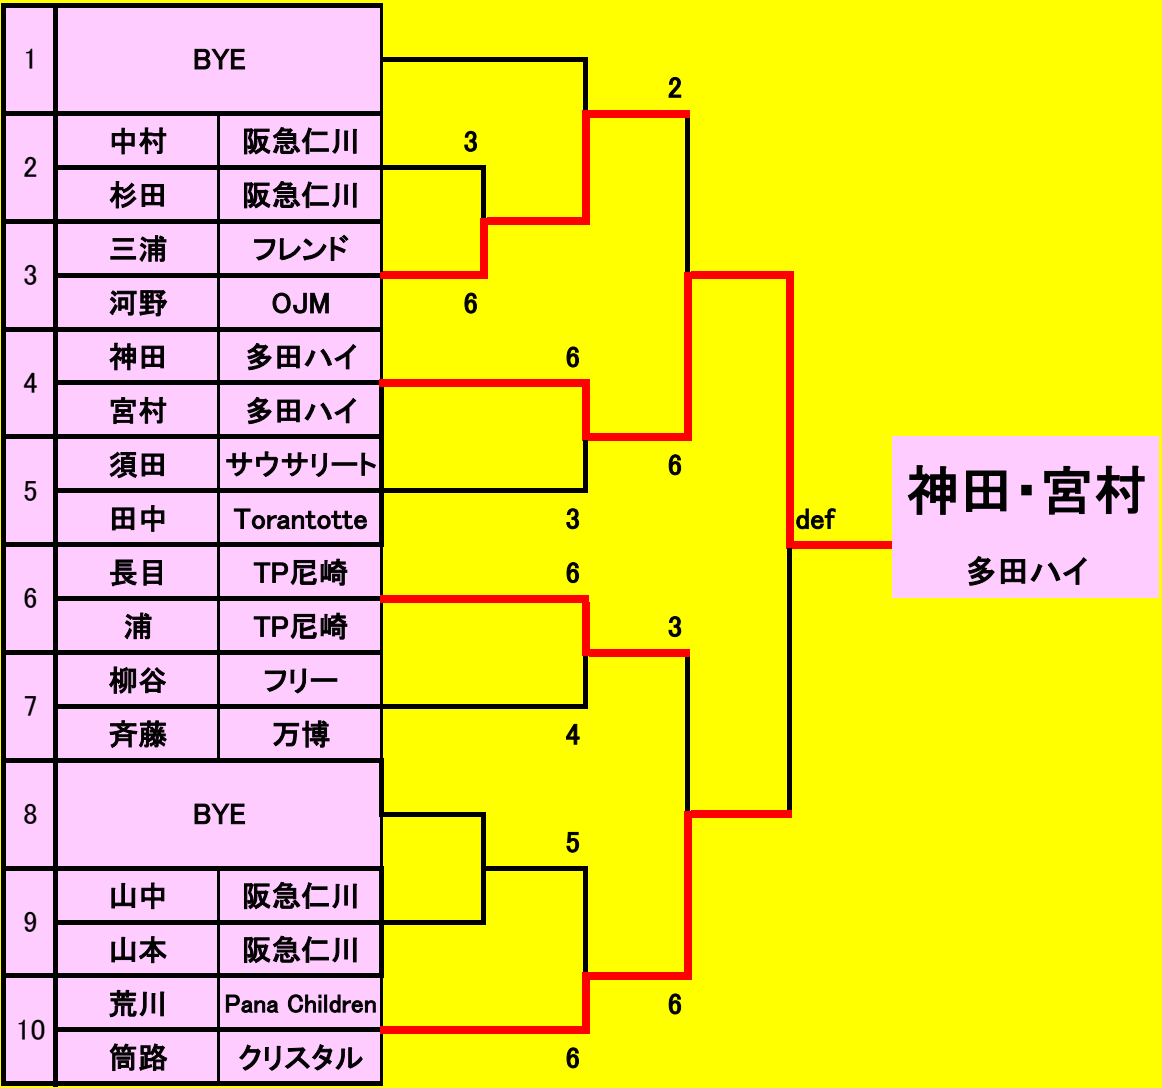 1 BYE
2
2 中村 阪急仁川 3
杉田 阪急仁川
3 三浦 フレンド
河野 OJM 6
4 神田 多田ハイ 6
宮村 多田ハイ
5 須田 サウサリート 6
田中 Torantotte 3
神田・宮村
def
多田ハイ
6 長目 TP尼崎 6
浦 TP尼崎 3
7 柳谷 フリー
斉藤 万博 4
8 BYE
5
9 山中 阪急仁川
山本 阪急仁川
10 荒川 Pana Children 6
筒路 クリスタル 6